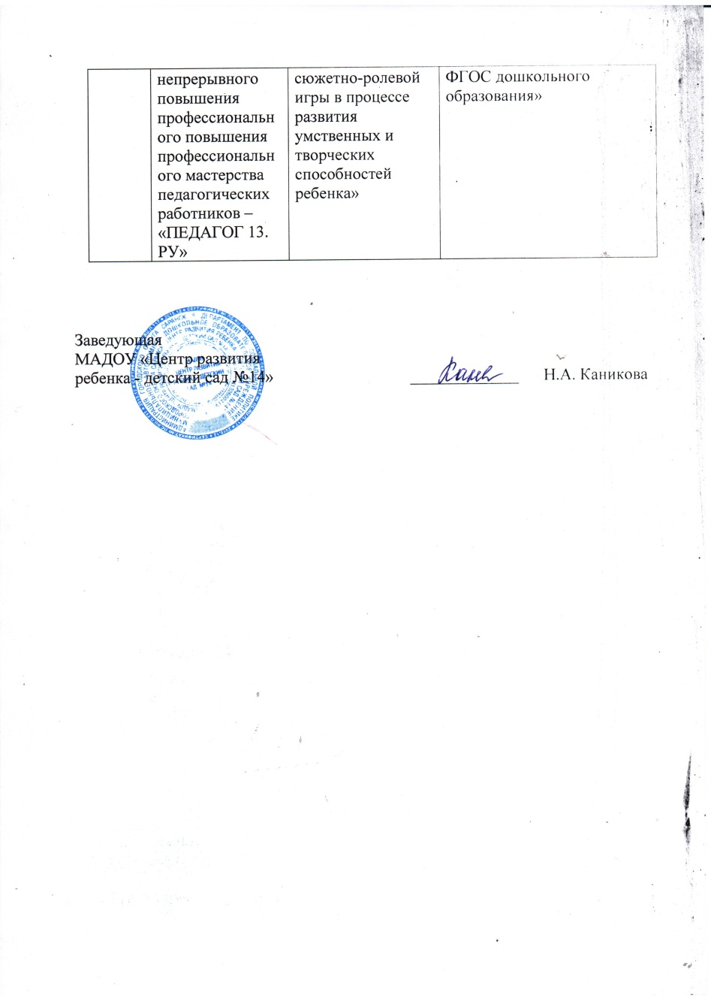 непрерывного
повышения
профессиональн
ого повышения
профессиональн
ого мастерства
педагогических
работников –
«ПЕДАГОГ 13.
РУ»
сюжетно-ролевой
игры в процессе
развития
умственных и
творческих
способностей
ребенка»
ФГОС дошкольного
образования»
Заведующая
МАДОУ «Центр развития
ребенка - детский сад №14»
Н.А. Каникова